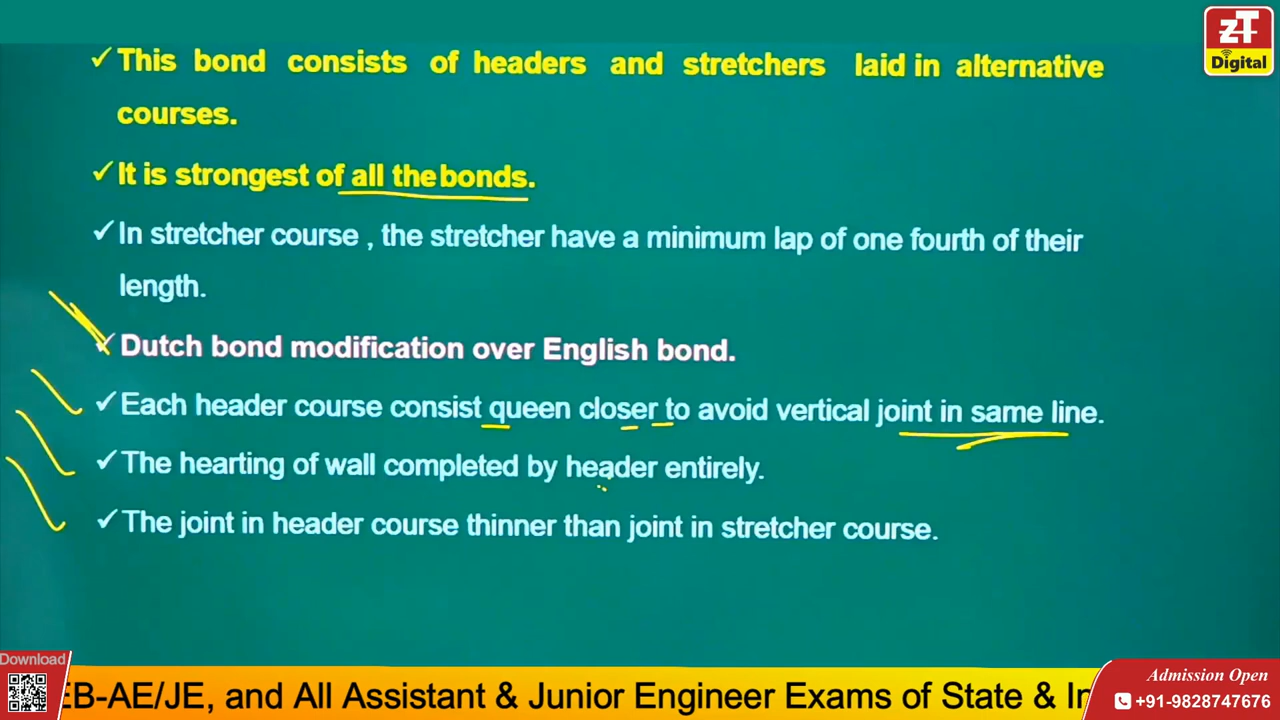 zT
Digital
✓This bond consists of headers and stretchers laid in alternative
courses.
✓It is strongest of all the bonds.
✓In stretcher course , the stretcher have a minimum lap of one fourth of their
length.
✓Dutch bond modification over English bond.
✓Each header course consist queen closer to avoid vertical joint in same line.
✓The hearting of wall completed by header entirely.
✓The joint in header course thinner than joint in stretcher course.
Download
EB-AE/JE, and All Assistant & Junior Engineer Exams of State & In
Admission Open
+91-9828747676